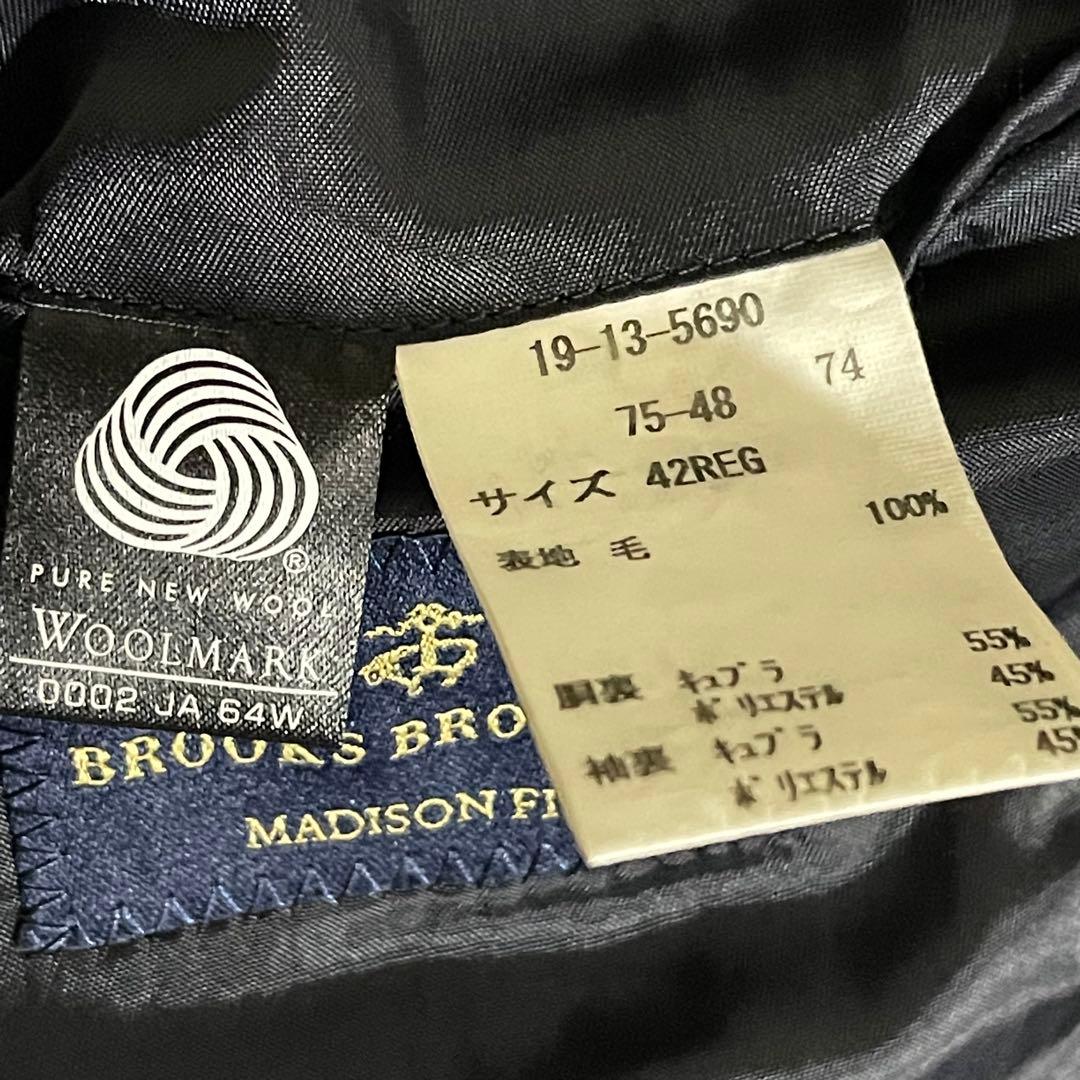 PURE NEW WOOL
WOOLMARK
0002 JA 64W
BROOKS BRO
MADISON FI
19-13-5690
74
75-48
サイズ 42REG
表地 毛 100%
胴裏 キュプラ 55%
ポリエステル 45%
袖裏 キュプラ 55%
ポリエステル 45